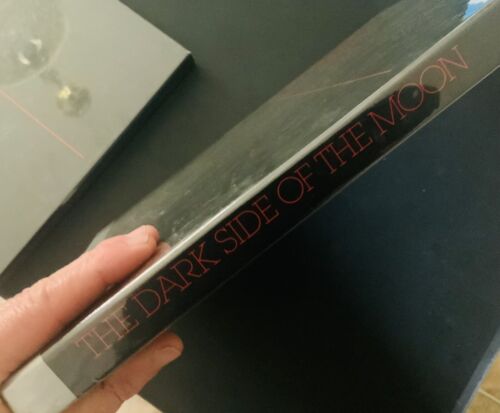 THE DARK SIDE OF THE MOON